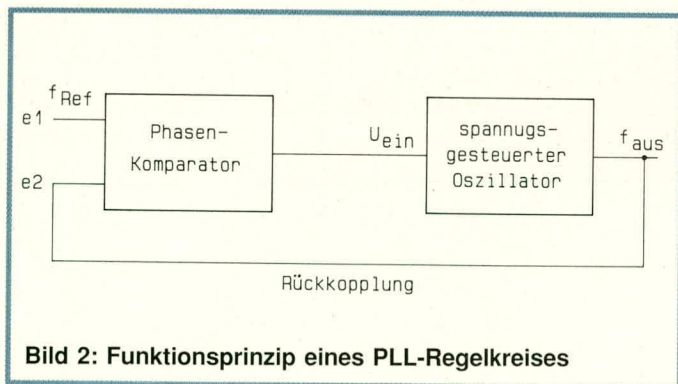 f Ref
e1
e2
Phasen-
Komparator
U ein
spannugs-
gesteuerter
Oszillator
f aus
Rückkopplung
Bild 2: Funktionsprinzip eines PLL-Regelkreises